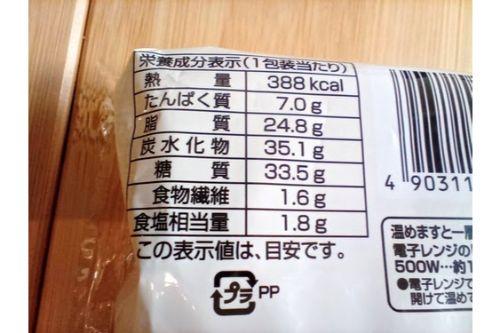 栄養成分表示(1包装当たり)
熱量 388kcal
たんぱく質 7.0g
脂質 24.8g
炭水化物 35.1g
糖質 33.5g
食物繊維 1.6g
食塩相当量 1.8g
この表示値は、目安です。
プラ PP
4 90311
温めますと一層
電子レンジの
500W…約1
●電子レンジで
開けて温めて